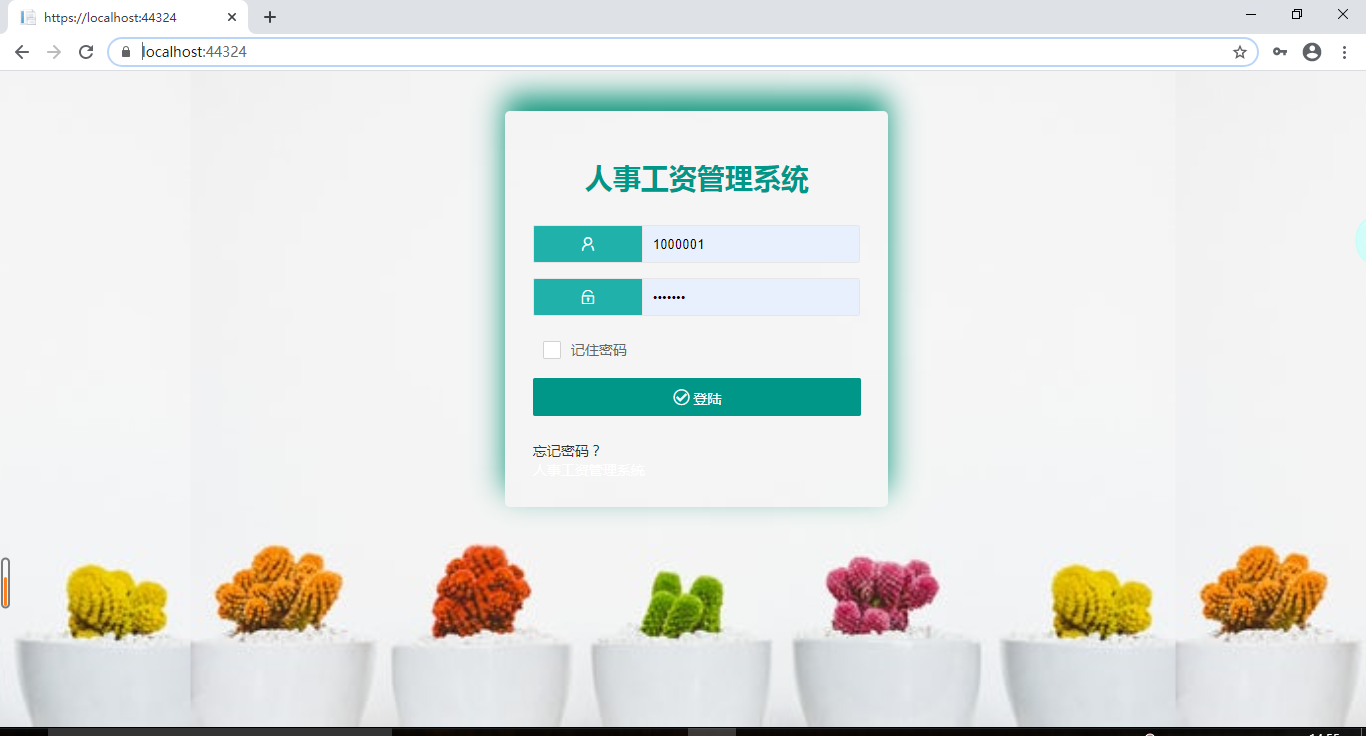 https://localhost:44324
localhost:44324
人事工资管理系统
1000001
•••••••
记住密码
登陆
忘记密码？
人事工资管理系统